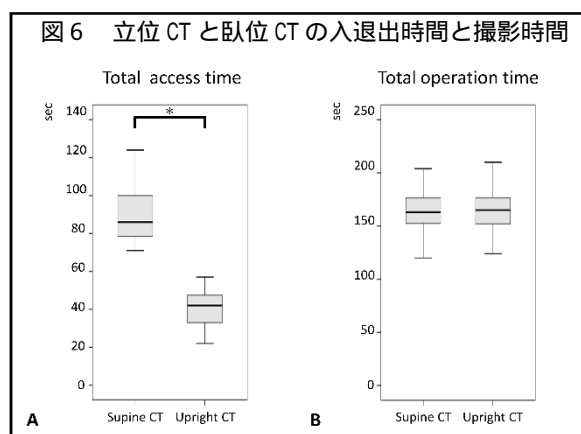 図6 立位 CT と臥位 CT の入退出時間と撮影時間
Total access time
sec
140
120
100
80
60
40
20
0
*
Supine CT Upright CT
A
Total operation time
sec
250
200
150
100
50
0
Supine CT Upright CT
B